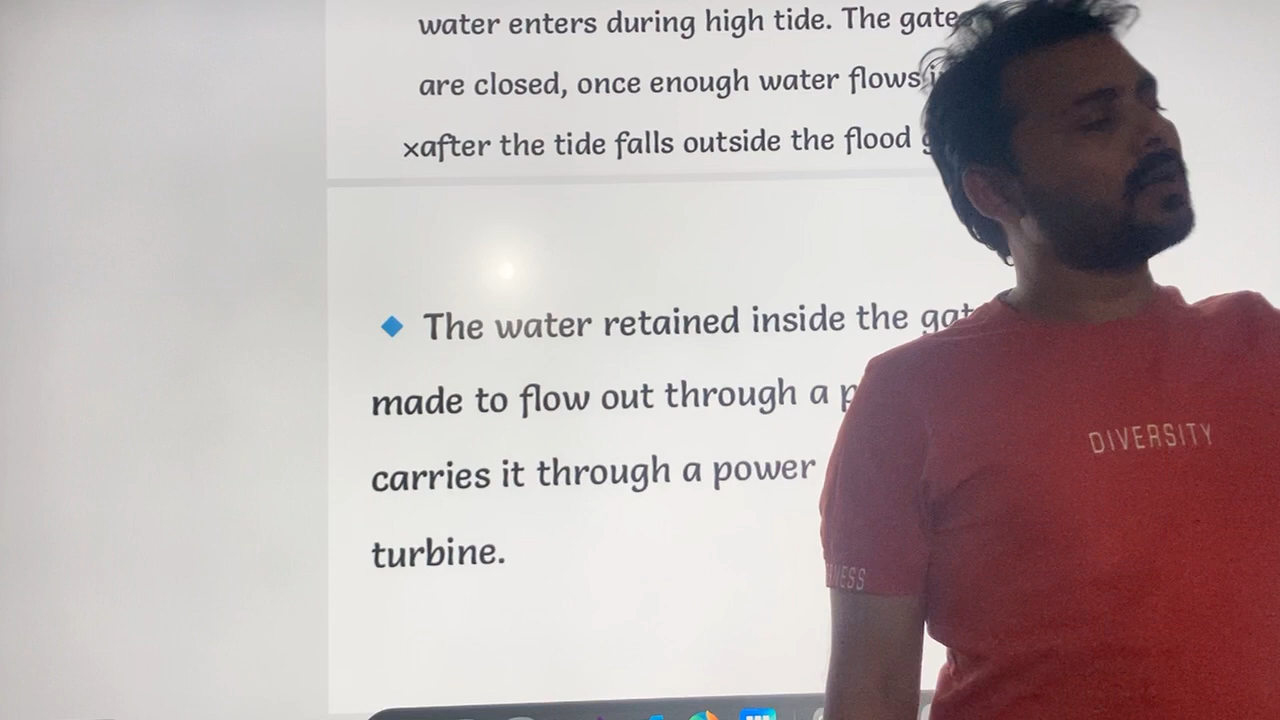 water enters during high tide. The gate
are closed, once enough water flows
×after the tide falls outside the flood
The water retained inside the
made to flow out through a
carries it through a power
turbine.
DIVERSITY